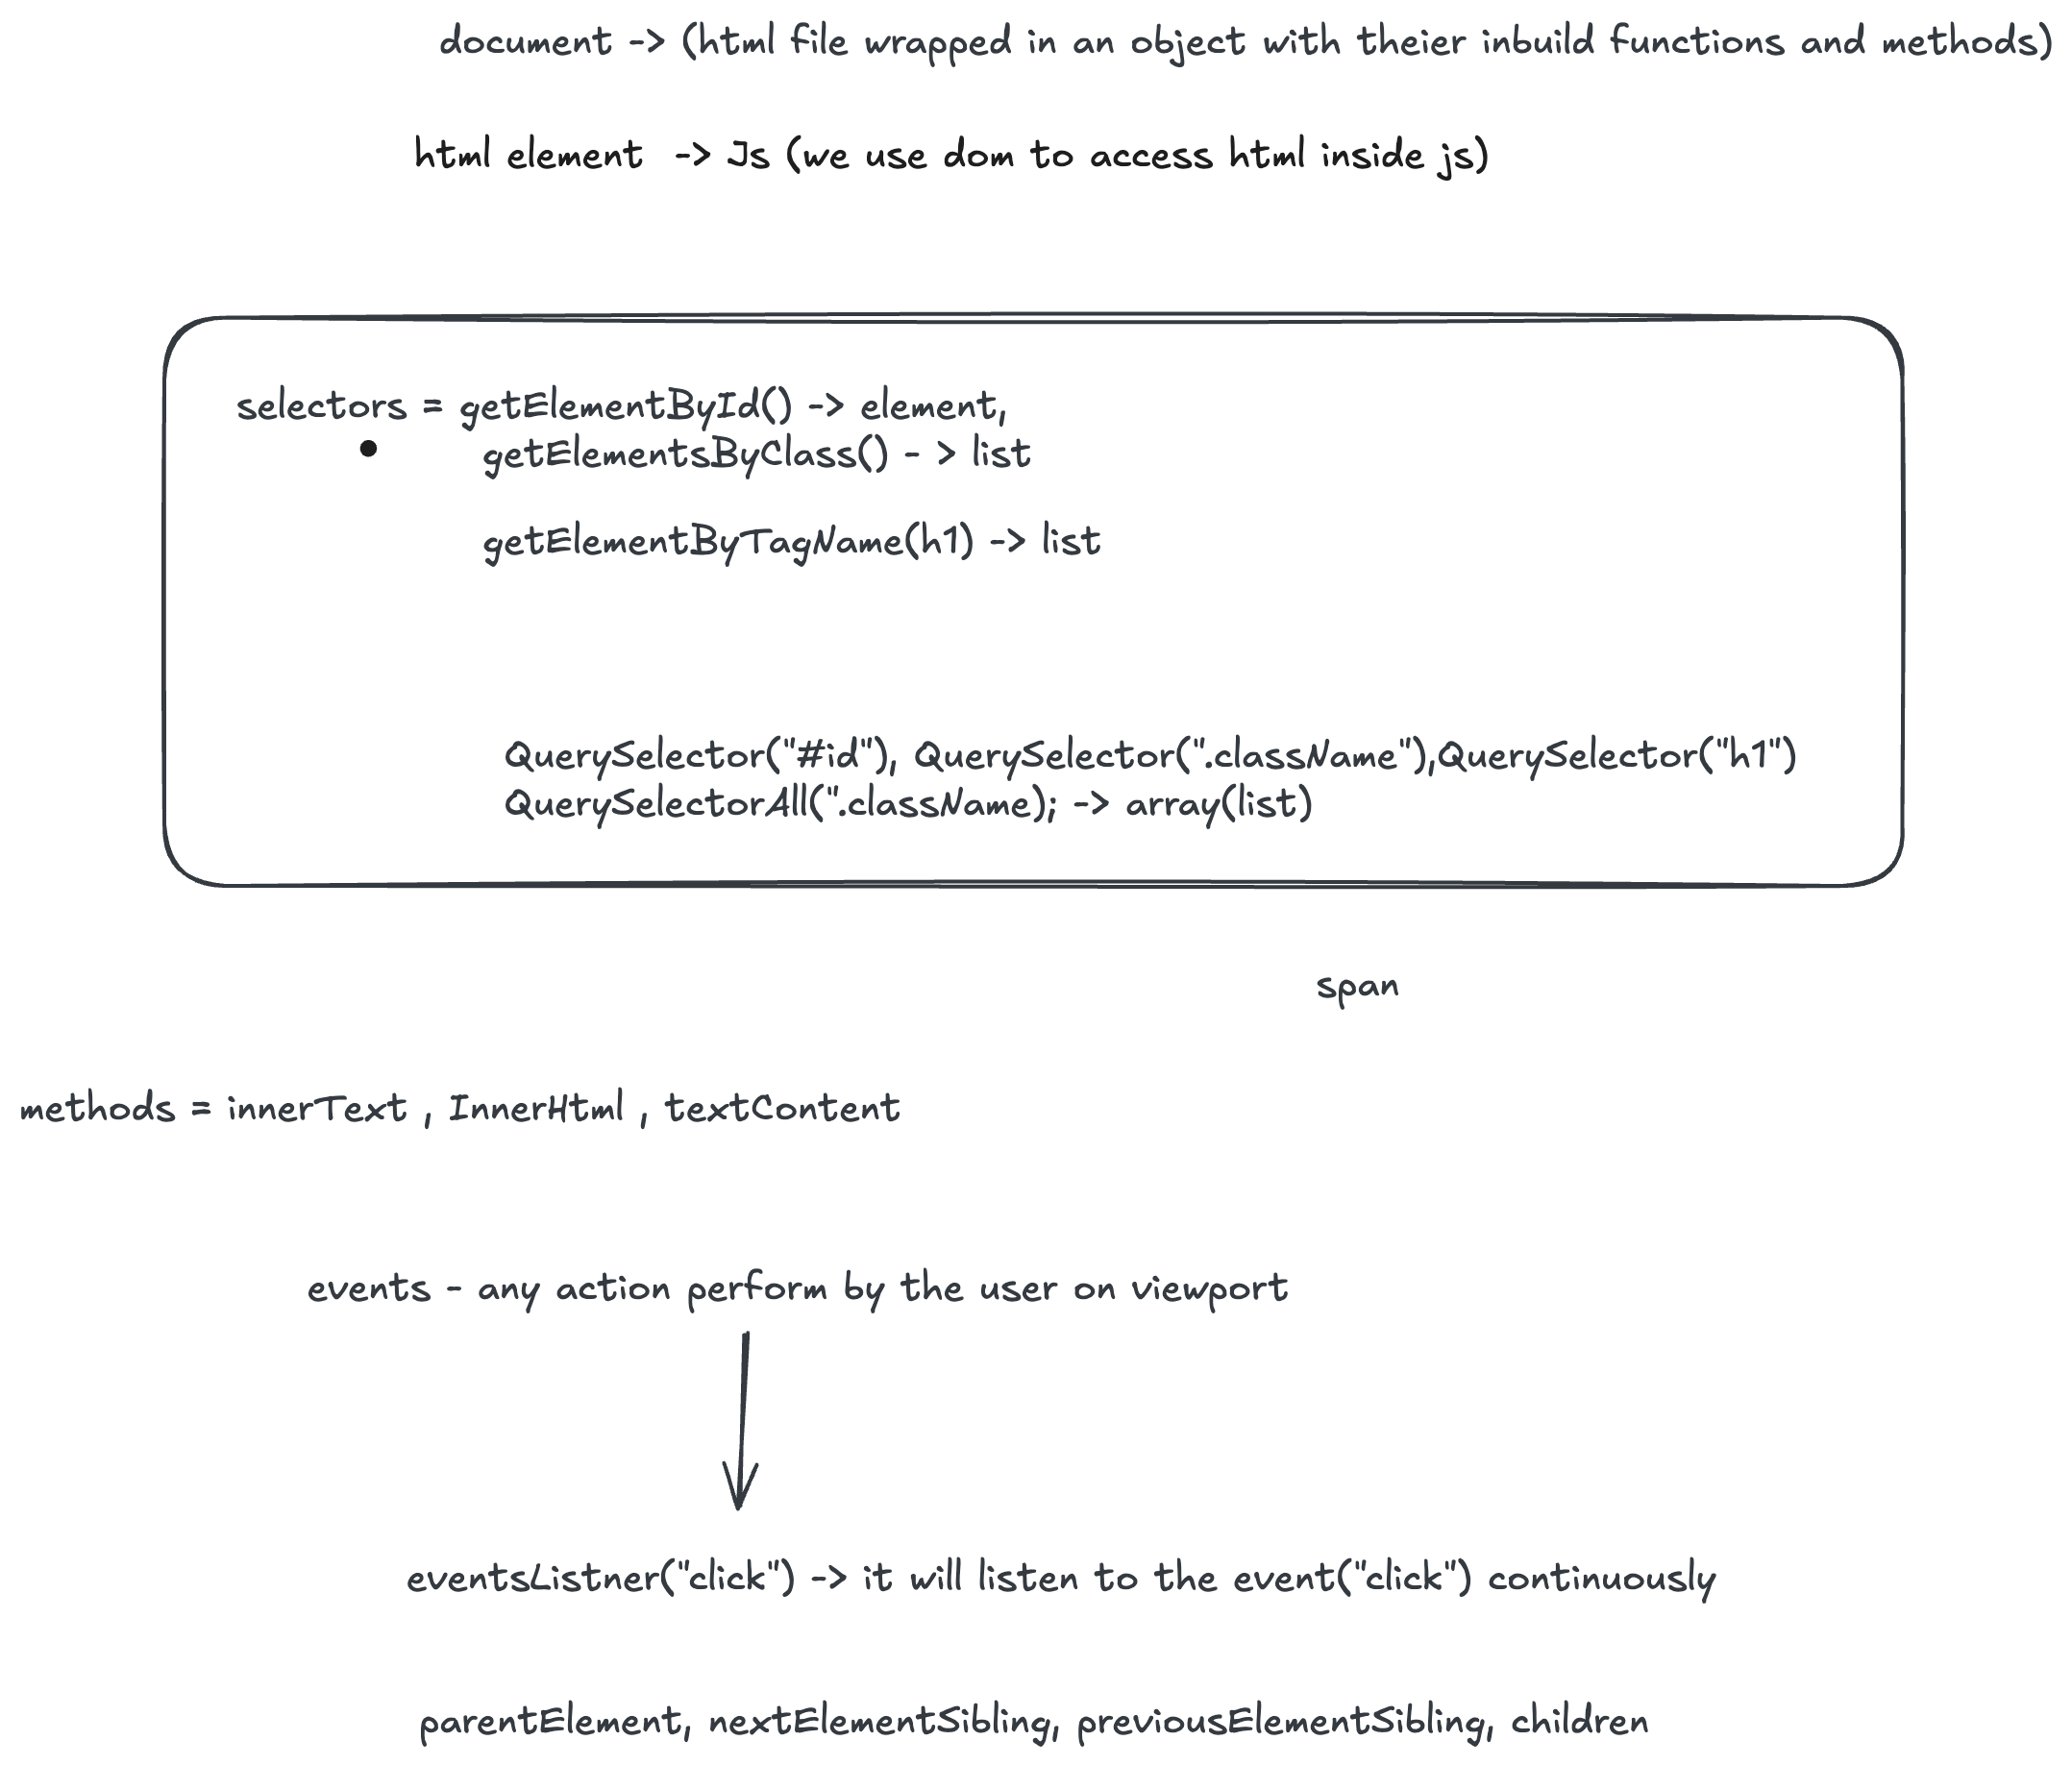 document -> (html file wrapped in an object with theier inbuild functions and methods)
html element -> Js (we use dom to access html inside js)
selectors = getElementById() -> element,
getElementsByClass() - > list
getElementByTagName(h1) -> list
QuerySelector("#id"), QuerySelector(".className"),QuerySelector("h1")
QuerySelectorAll(".className); -> array(list)
span
methods = innerText , InnerHtml , textContent
events - any action perform by the user on viewport
eventsListner("click") -> it will listen to the event("click") continuously
parentElement, nextElementSibling, previousElementSibling, children